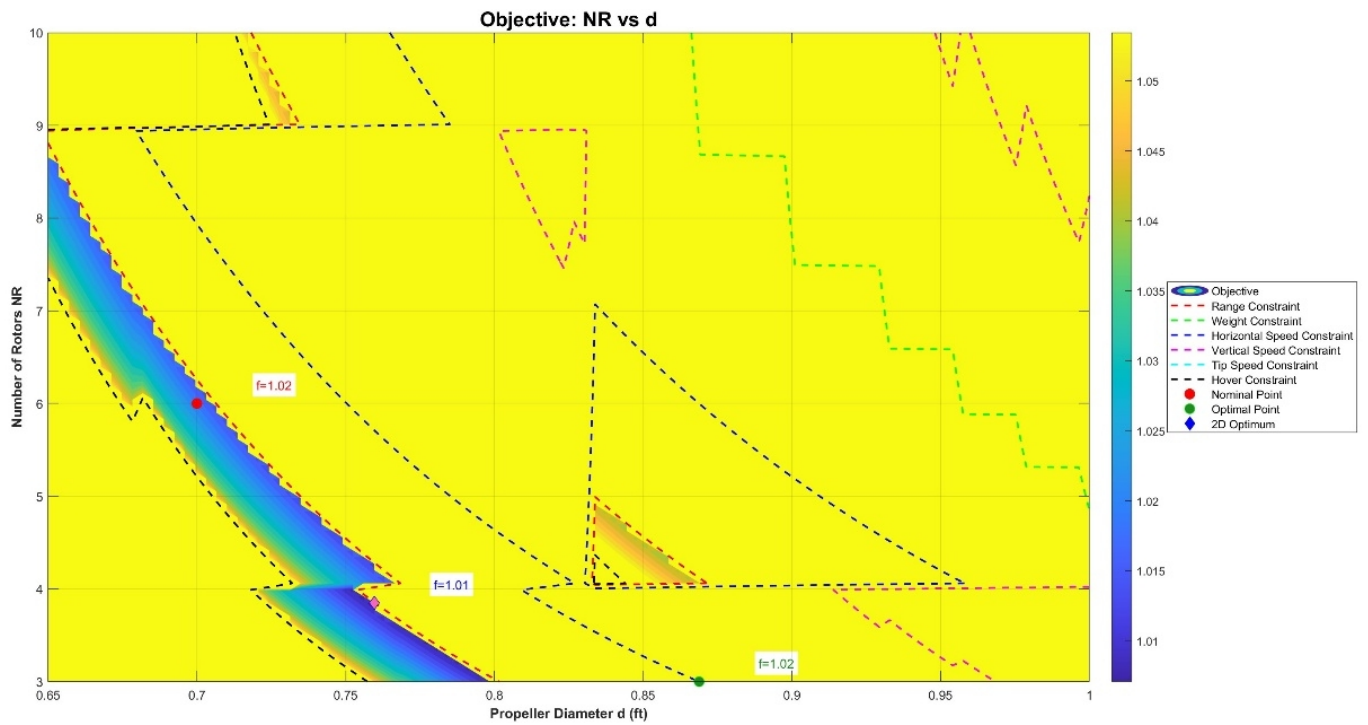 Objective: NR vs d
10
9
8
7
6
5
4
3
Number of Rotors NR
f=1.02
f=1.01
f=1.02
0.65
0.7
0.75
0.8
0.85
0.9
0.95
1
Propeller Diameter d (ft)
1.05
1.045
1.04
1.035
1.03
1.025
1.02
1.015
1.01
Objective
Range Constraint
Weight Constraint
Horizontal Speed Constraint
Vertical Speed Constraint
Tip Speed Constraint
Hover Constraint
Nominal Point
Optimal Point
2D Optimum